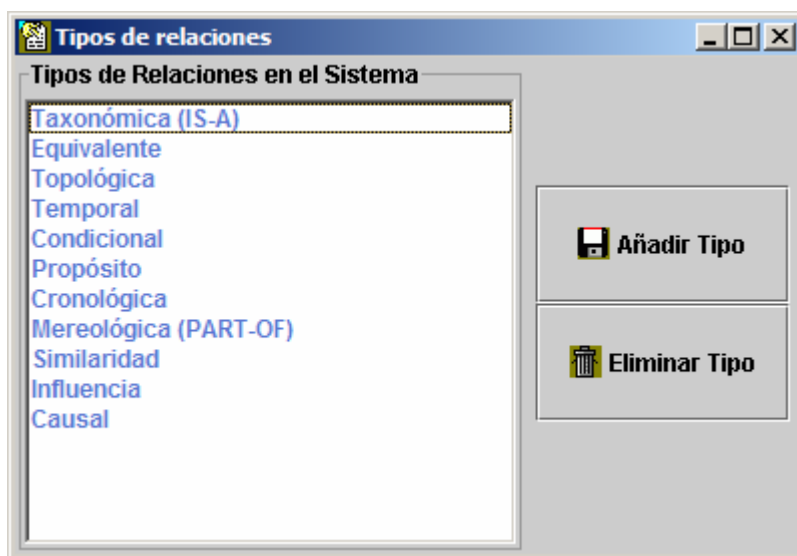 Tipos de relaciones
Tipos de Relaciones en el Sistema
Taxonómica (IS-A)
Equivalente
Topológica
Temporal
Condicional
Propósito
Cronológica
Mereológica (PART-OF)
Similaridad
Influencia
Causal
Añadir Tipo
Eliminar Tipo